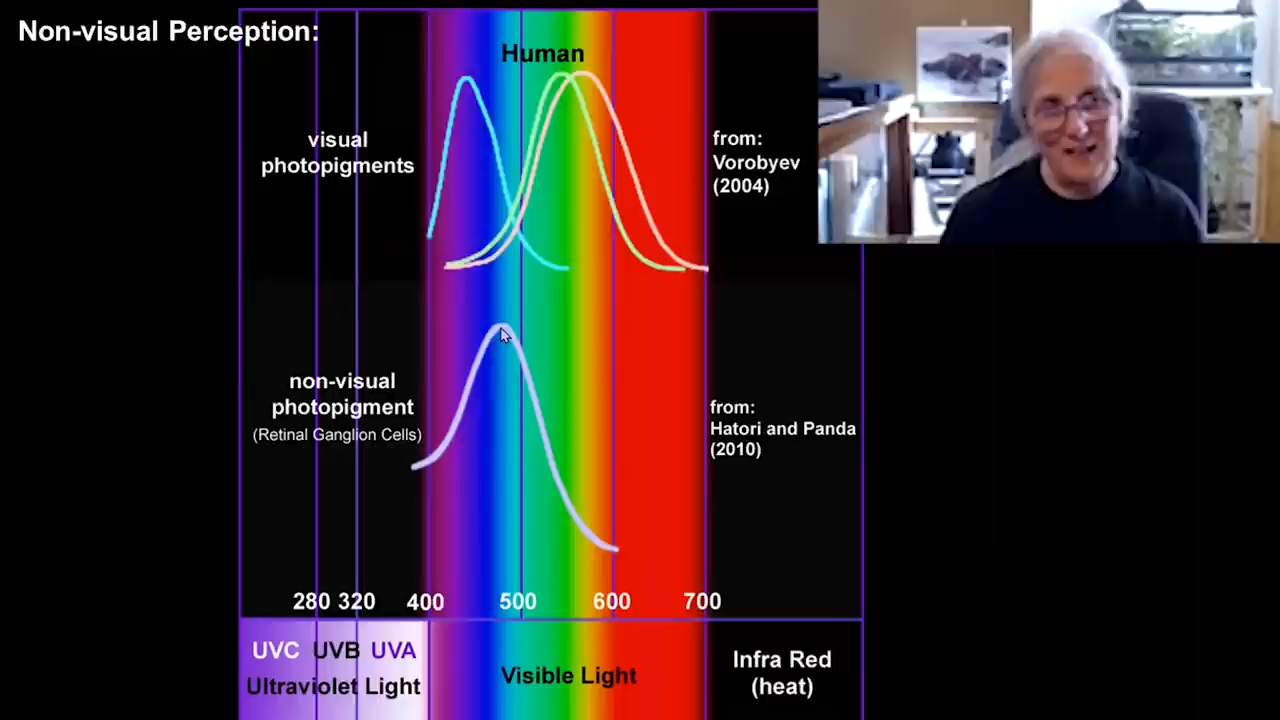 Non-visual Perception:
Human
visual
photopigments
from:
Vorobyev
(2004)
non-visual
photopigment
(Retinal Ganglion Cells)
from:
Hatori and Panda
(2010)
280 320 400 500 600 700
UVC UVB UVA
Ultraviolet Light
Visible Light
Infra Red
(heat)